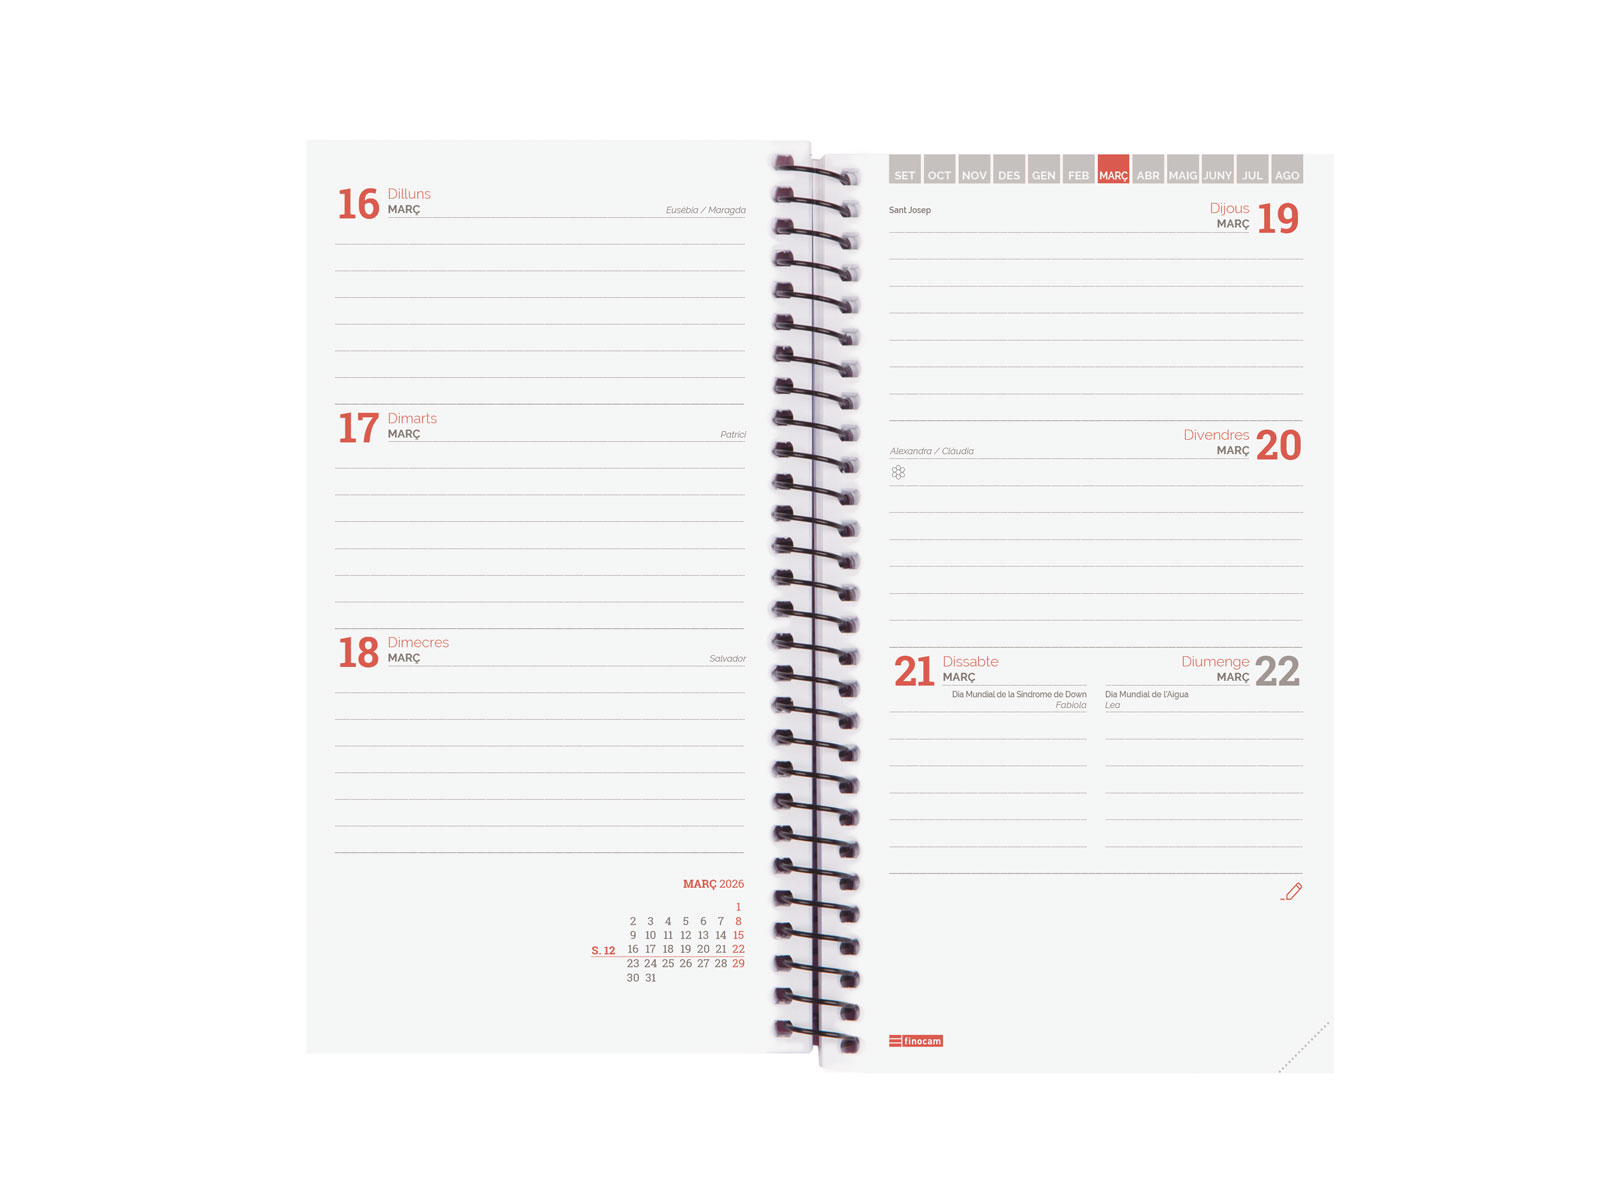 16 Dilluns
MARÇ Eusèbia / Maragda
17 Dimarts
MARÇ Patrici
18 Dimecres
MARÇ Salvador
MARÇ 2026
1
2 3 4 5 6 7 8
9 10 11 12 13 14 15
S. 12 16 17 18 19 20 21 22
23 24 25 26 27 28 29
30 31
SET OCT NOV DES GEN FEB MARÇ ABR MAIG JUNY JUL AGO
Sant Josep Dijous 19
MARÇ
Divendres 20
Alexandra / Clàudia MARÇ
21 Dissabte
MARÇ
Dia Mundial de la Síndrome de Down
Fabiola
Diumenge 22
MARÇ
Dia Mundial de l'Aigua
Lea
finocam